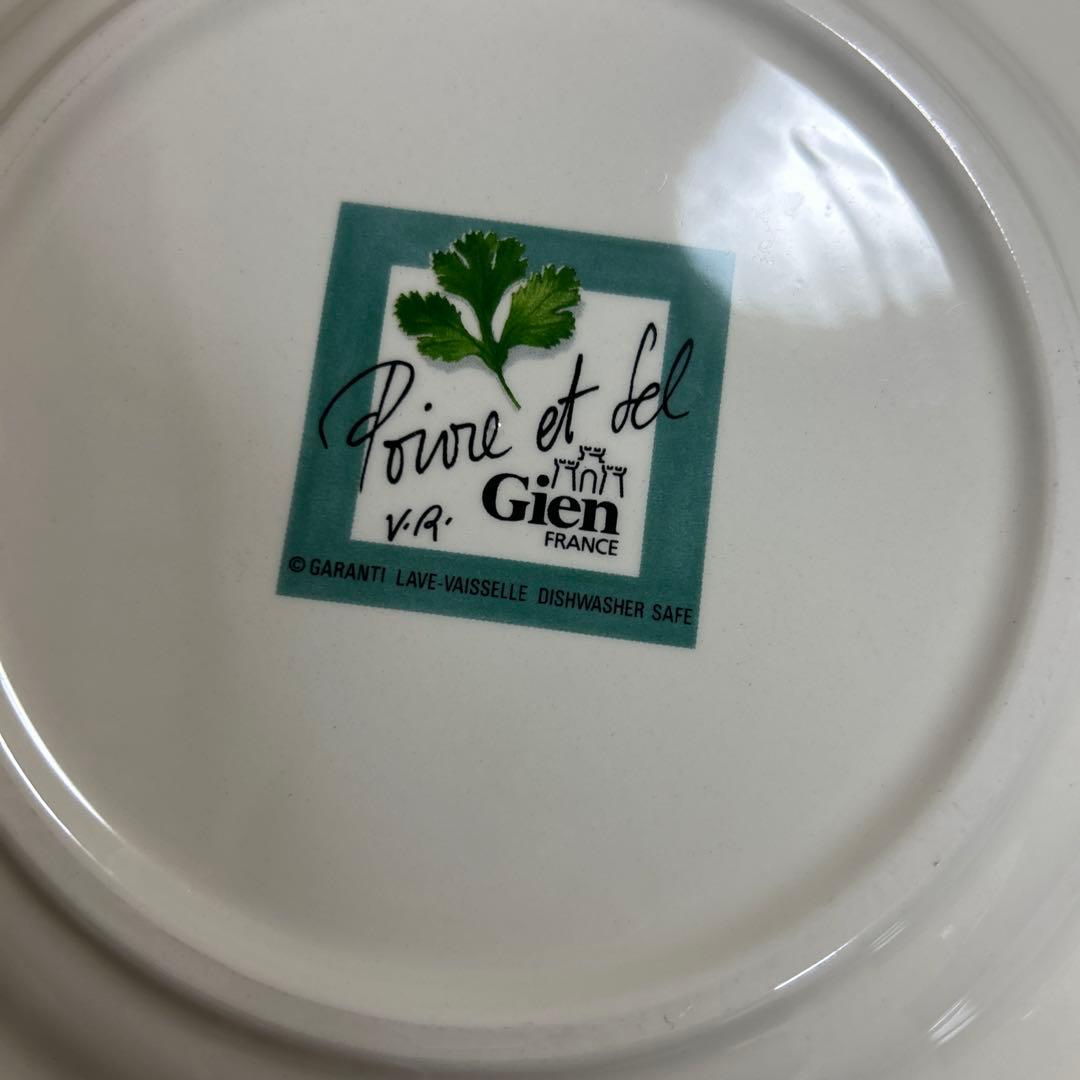 Poivre et Sel
V.R.
Gien
FRANCE
© GARANTI LAVE-VAISSELLE DISHWASHER SAFE